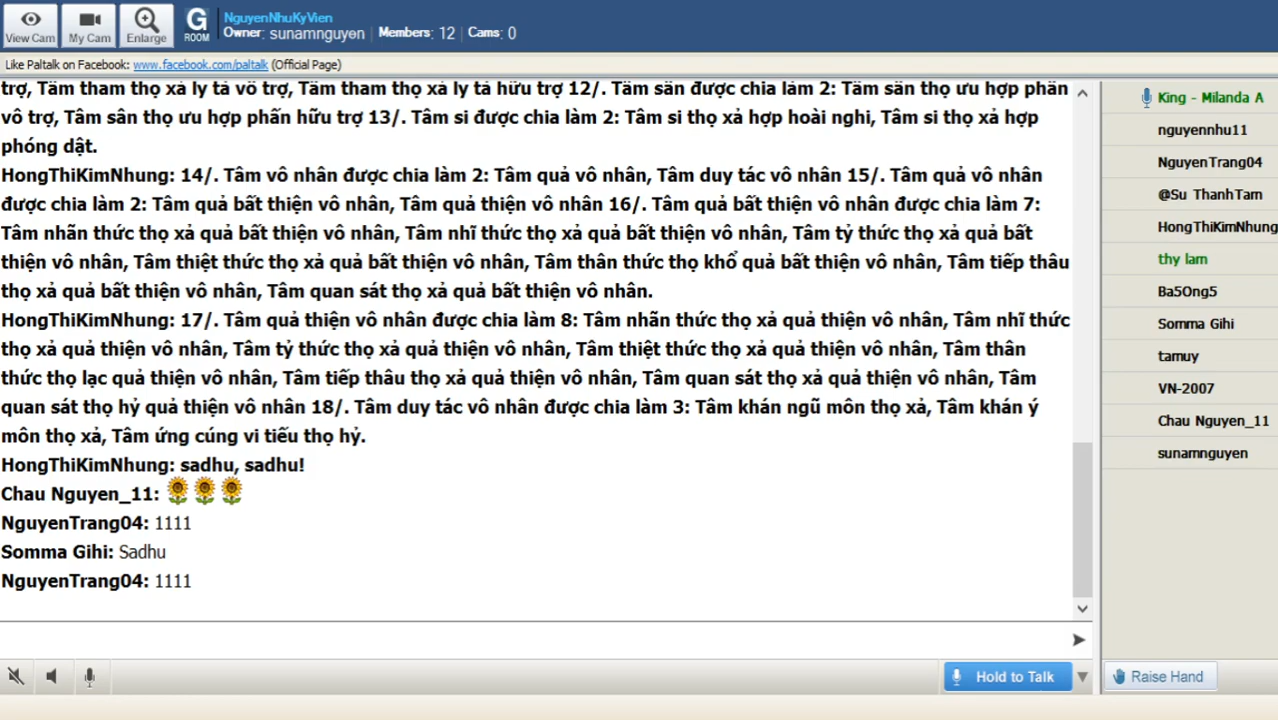 View Cam
My Cam
Enlarge
G
ROOM
NguyenNhuKyVien
Owner: sunamnguyen | Members: 12 | Cams: 0
Like Paltalk on Facebook: www.facebook.com/paltalk (Official Page)
trợ, Tâm tham thọ xả ly tà vô trợ, Tâm tham thọ xả ly tà hữu trợ 12/. Tâm sân được chia làm 2: Tâm sân thọ ưu hợp phấn
vô trợ, Tâm sân thọ ưu hợp phấn hữu trợ 13/. Tâm si được chia làm 2: Tâm si thọ xả hợp hoài nghi, Tâm si thọ xả hợp
phóng dật.
HongThiKimNhung: 14/. Tâm vô nhân được chia làm 2: Tâm quả vô nhân, Tâm duy tác vô nhân 15/. Tâm quả vô nhân
được chia làm 2: Tâm quả bất thiện vô nhân, Tâm quả thiện vô nhân 16/. Tâm quả bất thiện vô nhân được chia làm 7:
Tâm nhãn thức thọ xả quả bất thiện vô nhân, Tâm nhĩ thức thọ xả quả bất thiện vô nhân, Tâm tỷ thức thọ xả quả bất
thiện vô nhân, Tâm thiệt thức thọ xả quả bất thiện vô nhân, Tâm thân thức thọ khổ quả bất thiện vô nhân, Tâm tiếp thâu
thọ xả quả bất thiện vô nhân, Tâm quan sát thọ xả quả bất thiện vô nhân.
HongThiKimNhung: 17/. Tâm quả thiện vô nhân được chia làm 8: Tâm nhãn thức thọ xả quả thiện vô nhân, Tâm nhĩ thức
thọ xả quả thiện vô nhân, Tâm tỷ thức thọ xả quả thiện vô nhân, Tâm thiệt thức thọ xả quả thiện vô nhân, Tâm thân
thức thọ lạc quả thiện vô nhân, Tâm tiếp thâu thọ xả quả thiện vô nhân, Tâm quan sát thọ xả quả thiện vô nhân, Tâm
quan sát thọ hỷ quả thiện vô nhân 18/. Tâm duy tác vô nhân được chia làm 3: Tâm khán ngũ môn thọ xả, Tâm khán ý
môn thọ xả, Tâm ứng cúng vi tiếu thọ hỷ.
HongThiKimNhung: sadhu, sadhu!
Chau Nguyen_11:
NguyenTrang04: 1111
Somma Gihi: Sadhu
NguyenTrang04: 1111
King - Milanda A
nguyennhu11
NguyenTrang04
@Su ThanhTam
HongThiKimNhung
thy lam
Ba5Ong5
Somma Gihi
tamuy
VN-2007
Chau Nguyen_11
sunamnguyen
Hold to Talk
Raise Hand